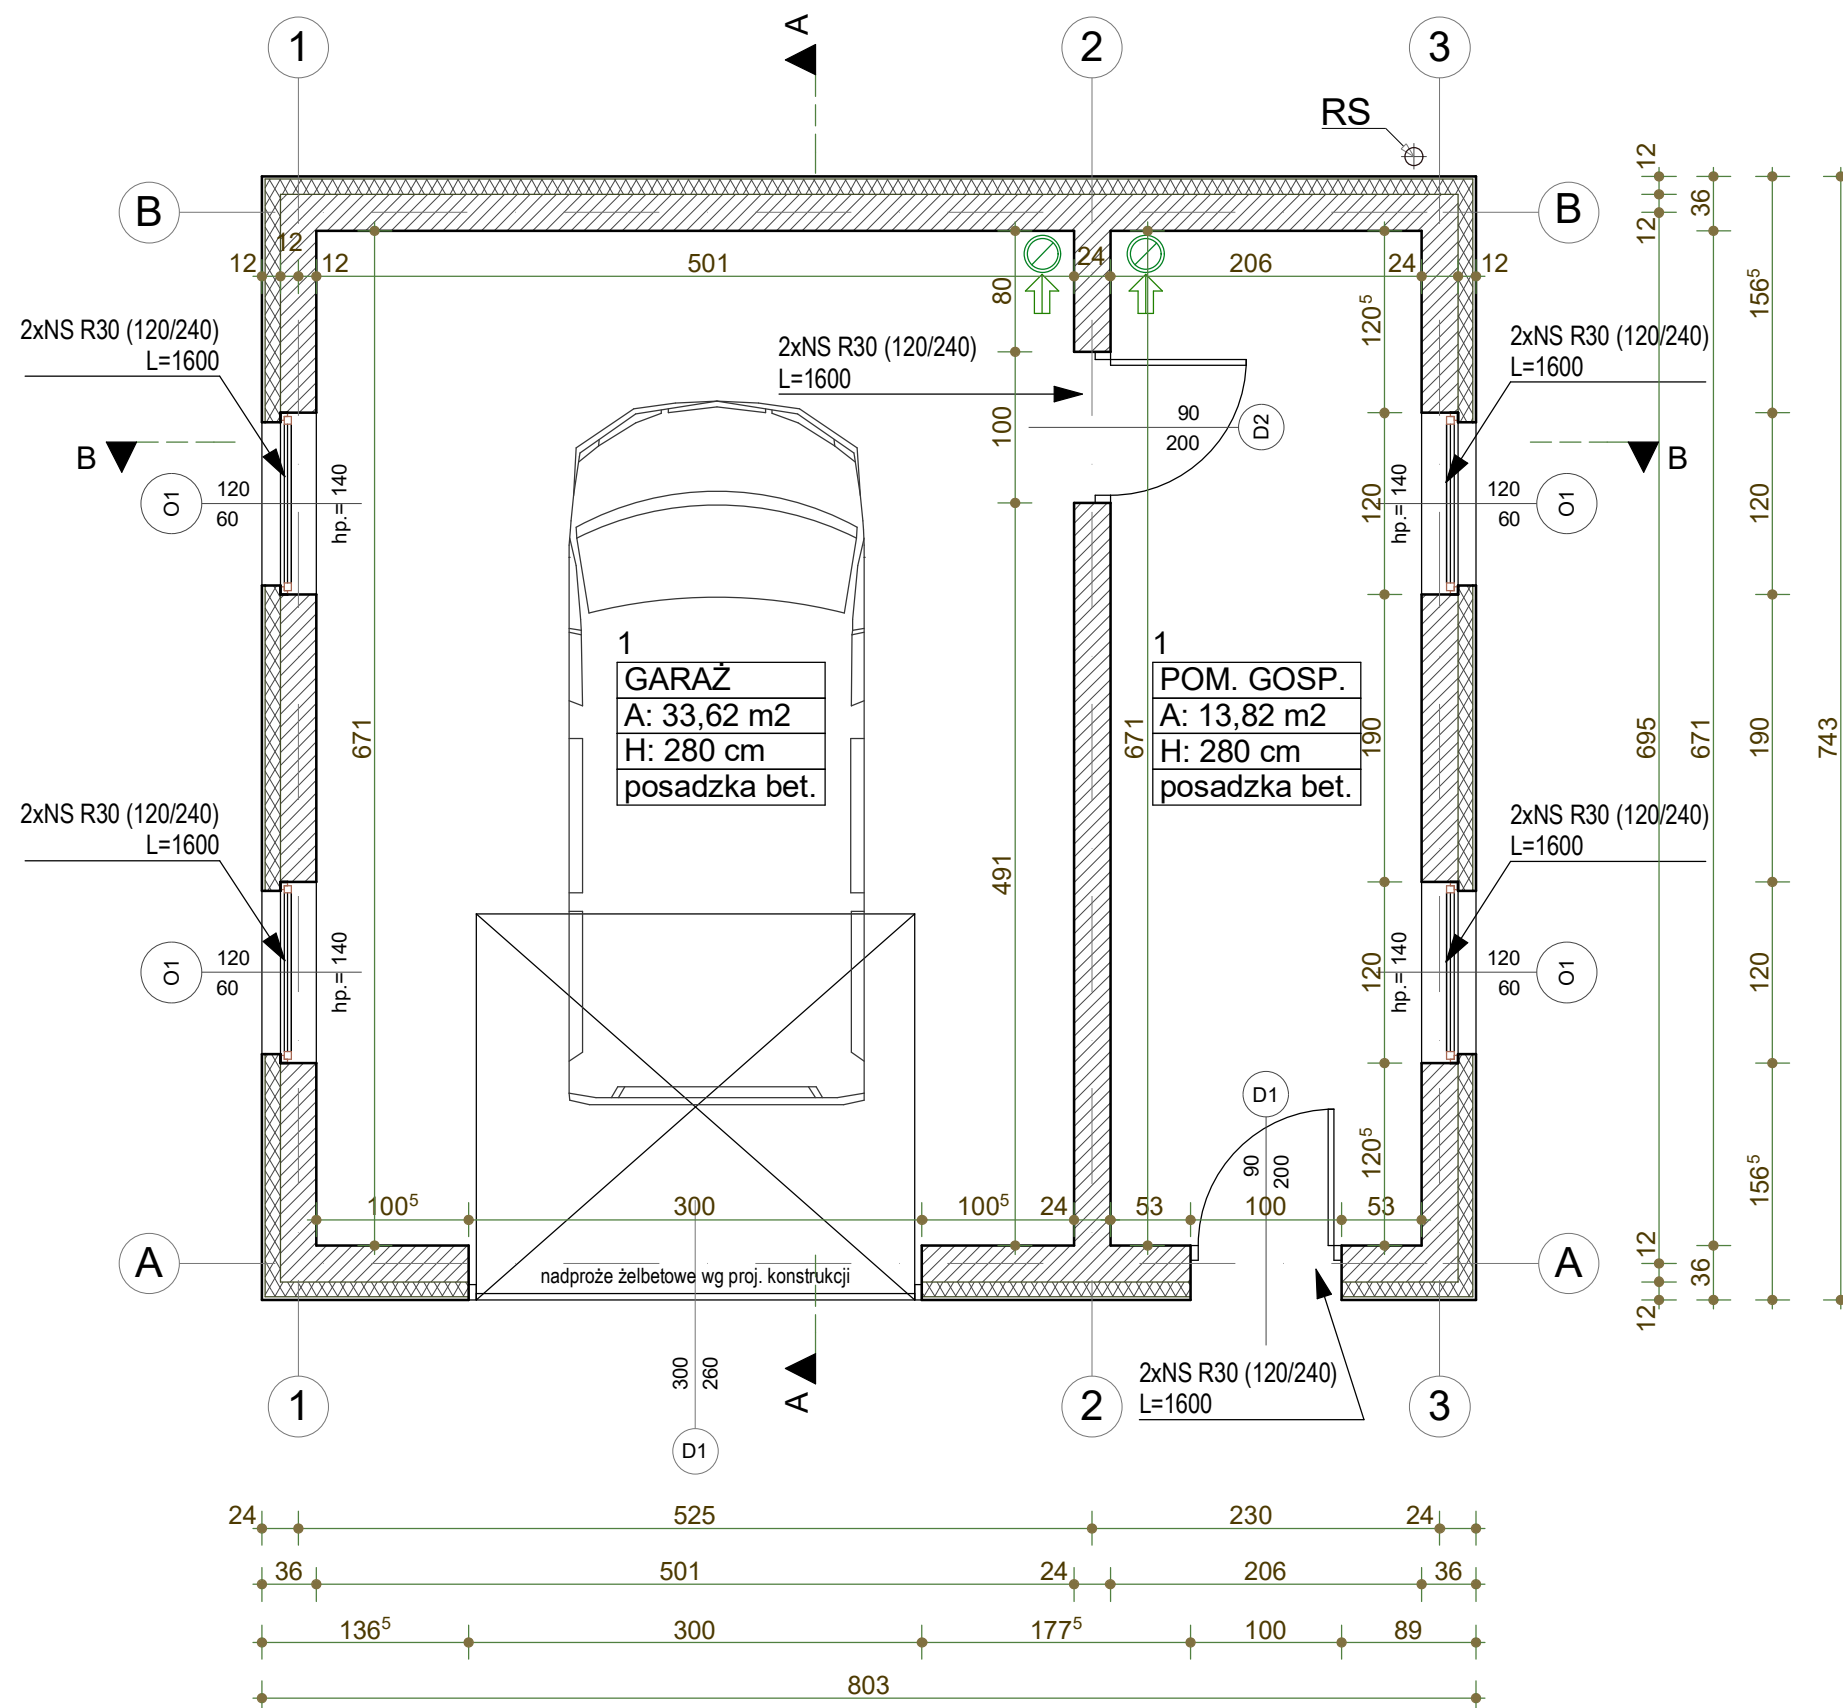 A
1
2
3
RS
12
36
12
B
B
12
12
12
501
24
206
24
12
80
120⁵
156⁵
2xNS R30 (120/240)
L=1600
2xNS R30 (120/240)
L=1600
2xNS R30 (120/240)
L=1600
100
90
200
D2
B
B
O1
120
60
hp.= 140
120
hp.= 140
120
60
O1
120
1
GARAŻ
A: 33,62 m2
H: 280 cm
posadzka bet.
1
POM. GOSP.
A: 13,82 m2
H: 280 cm
posadzka bet.
671
671
190
695
671
190
743
2xNS R30 (120/240)
L=1600
2xNS R30 (120/240)
L=1600
491
O1
120
60
hp.= 140
120
hp.= 140
120
60
O1
120
D1
90
200
120⁵
156⁵
100⁵
300
100⁵
24
53
100
53
A
A
12
36
12
nadproże żelbetowe wg proj. konstrukcji
300
260
2xNS R30 (120/240)
L=1600
A
1
2
3
D1
24
525
230
24
36
501
24
206
36
136⁵
300
177⁵
100
89
803